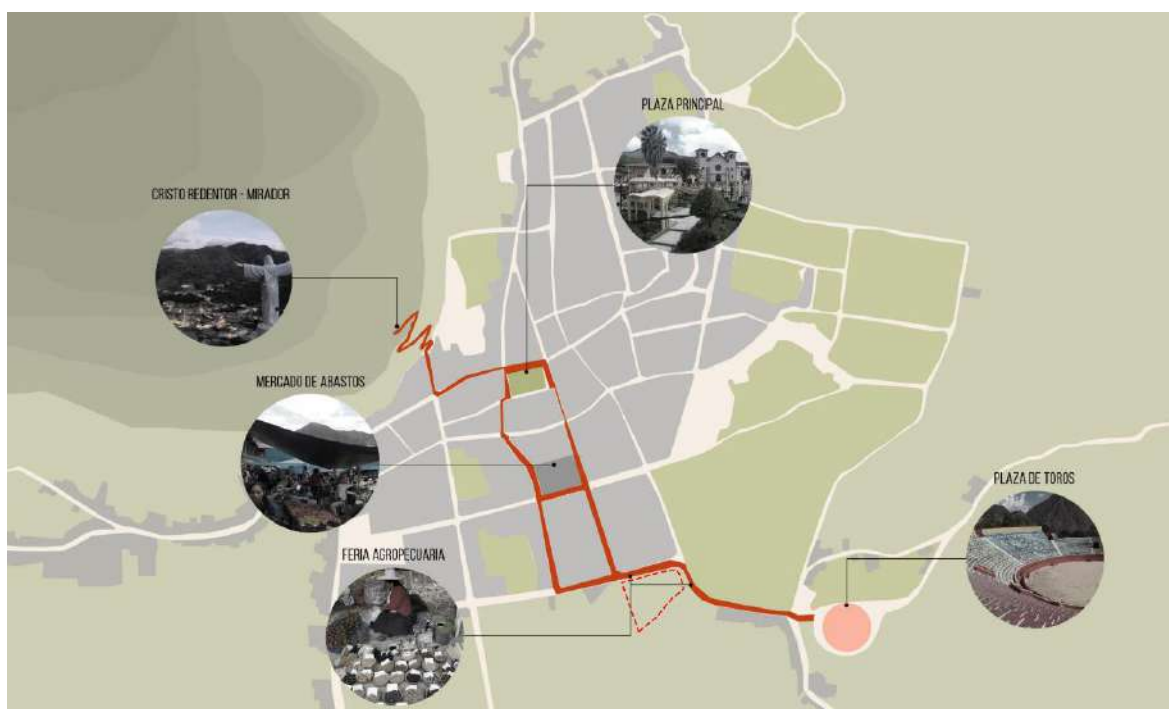 PLAZA PRINCIPAL
CRISTO REDENTOR - MIRADOR
MERCADO DE ABASTOS
PLAZA DE TOROS
FERIA AGROPECUARIA